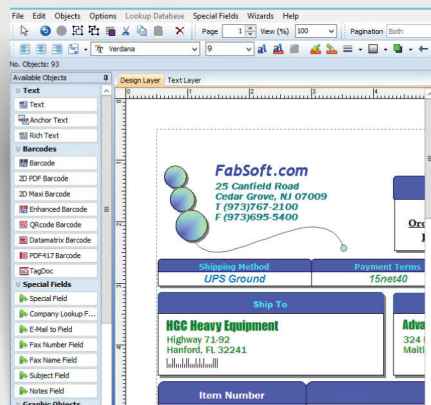 File Edit Objects Options Lookup Database Special Fields Wizards Help
Page 1 View (%) 100 Pagination Both
Verdana 9
No. Objects: 93
Available Objects
Design Layer Text Layer
Text
Text
Anchor Text
Rich Text
Barcodes
Barcode
2D PDF Barcode
2D Maxi Barcode
Enhanced Barcode
QRcode Barcode
Datamatrix Barcode
PDF417 Barcode
TagDoc
Special Fields
Special Field
Company Lookup F...
E-Mail to Field
Fax Number Field
Fax Name Field
Subject Field
Notes Field
Graphic Objects
FabSoft.com
25 Canfield Road
Cedar Grove, NJ 07009
T (973)767-2100
F (973)695-5400
Shipping Method Payment Terms
UPS Ground 15net40
Ship To
HGC Heavy Equipment
Highway 71-92
Hanford, FL 32241
Adva
324
Maitl
Item Number